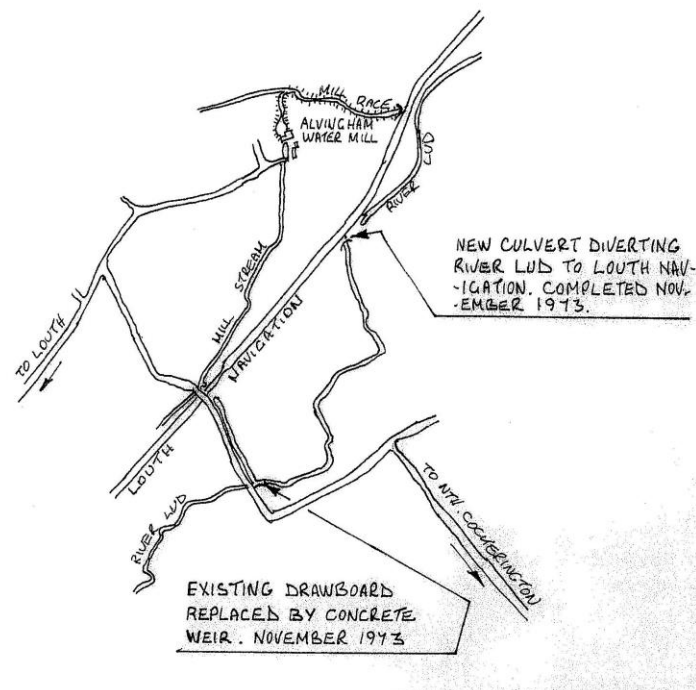 MILL RACE
ALVINGHAM
WATER MILL
RIVER LUD
NEW CULVERT DIVERTING
RIVER LUD TO LOUTH NAV-
-IGATION. COMPLETED NOV-
-EMBER 1973.
MILL STREAM
TO LOUTH
LOUTH NAVIGATION
RIVER LUD
TO NTH. COCKERINGTON
EXISTING DRAWBOARD
REPLACED BY CONCRETE
WEIR. NOVEMBER 1973